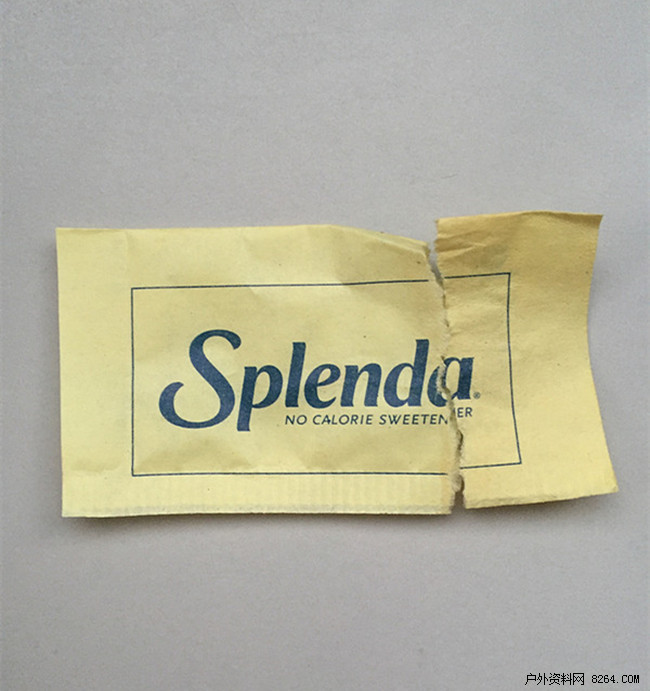 Splenda®
NO CALORIE SWEETENER
户外资料网 8264.COM